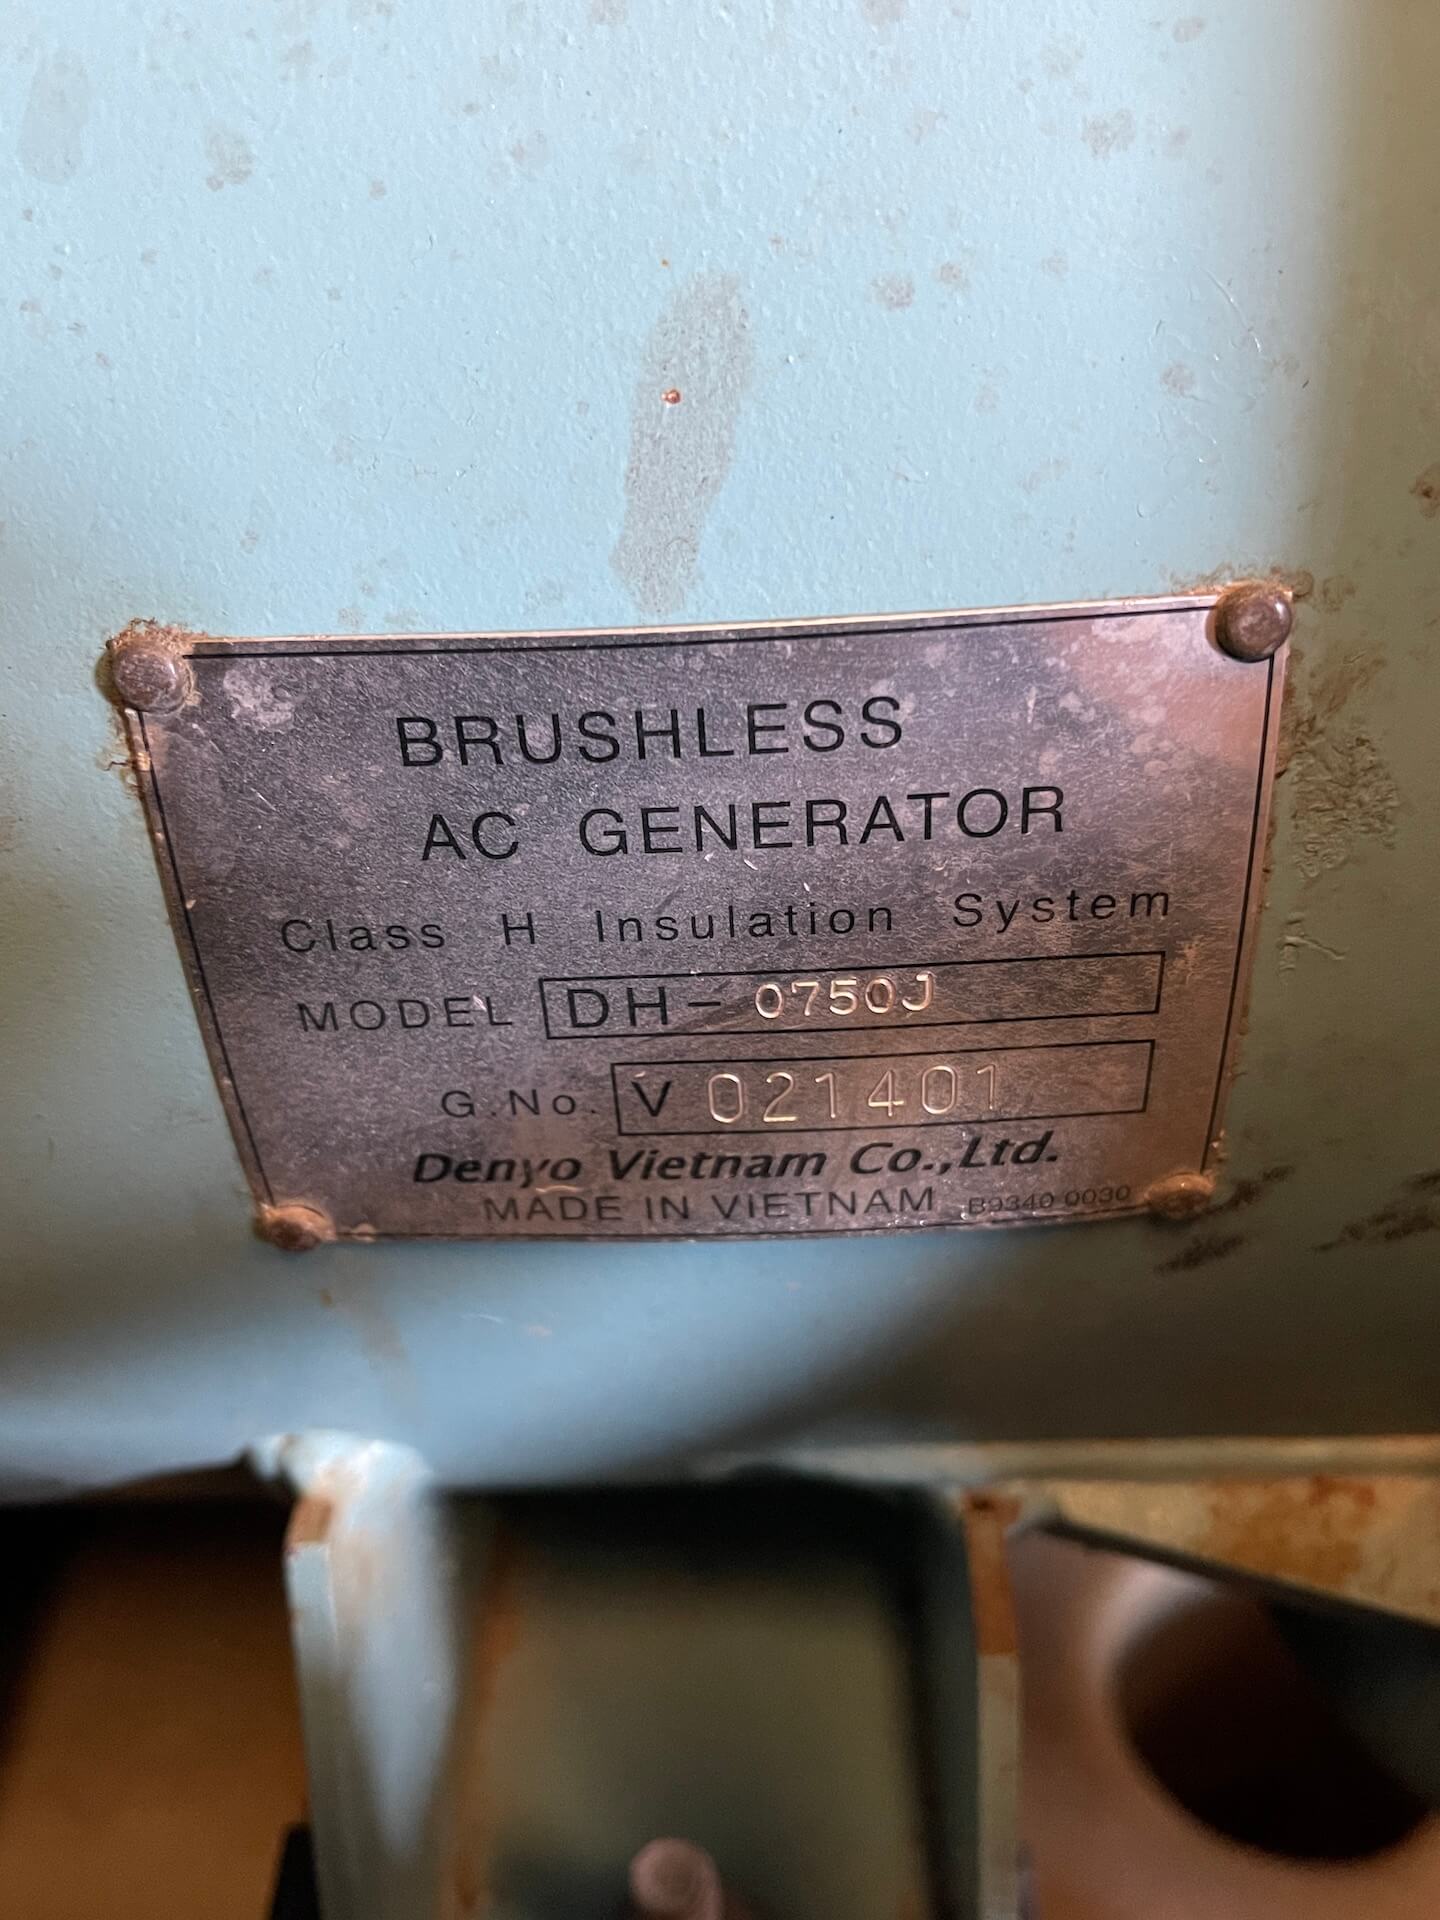 BRUSHLESS
AC GENERATOR
Class H Insulation System
MODEL DH-0750J
G.No. V 021401
Denyo Vietnam Co.,Ltd.
MADE IN VIETNAM B9340 0030